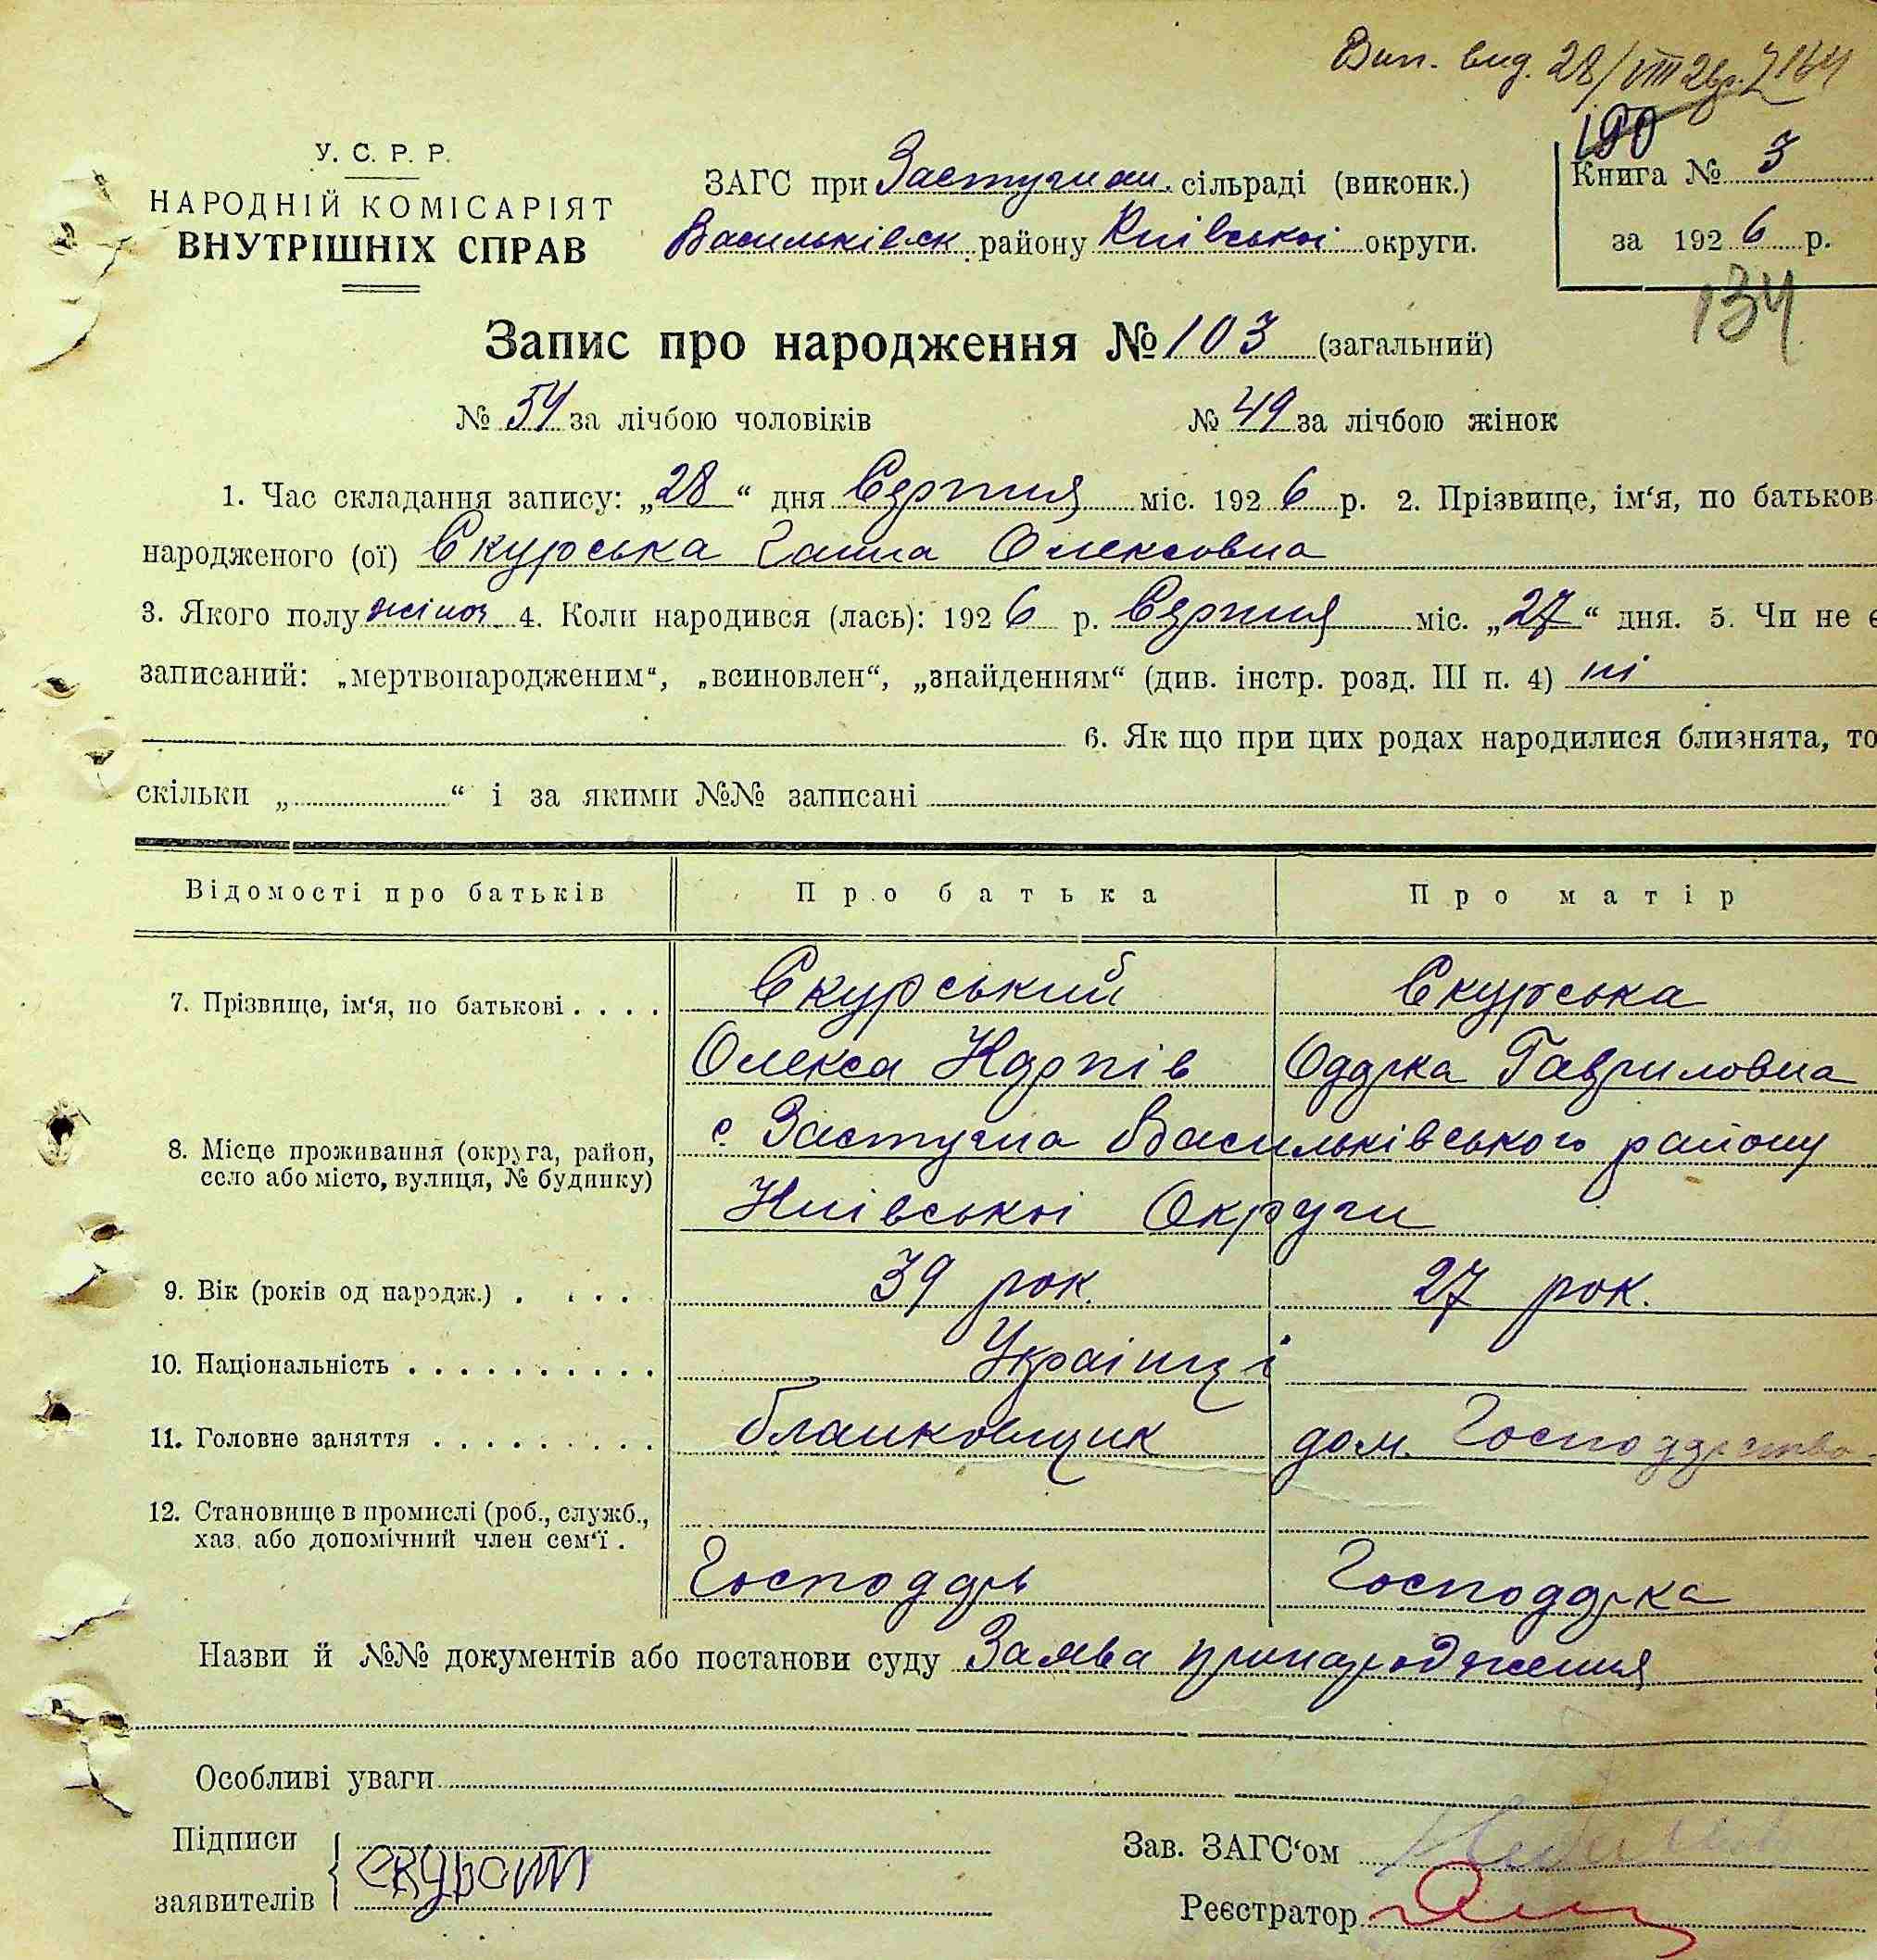 Вип. вид. 28/VIII 26р. 7164
190
У. С. Р. Р.
НАРОДНІЙ КОМІСАРІЯТ
ВНУТРІШНІХ СПРАВ
ЗАГС при Застугнян. сільраді (виконк.)
Васильківськ. району Київської округи.
Книга № 3
за 1926 р.
134
Запис про народження № 103 (загальний)
№ 54 за лічбою чоловіків № 49 за лічбою жінок
1. Час складання запису: „28“ дня Серпня міс. 1926 р. 2. Прізвище, ім‘я, по батьков
народженого (ої) Скурська Ганна Олексовна
3. Якого полу жіноч. 4. Коли народився (лась): 1926 р. Серпня міс. „27“ дня. 5. Чи не є
записаний: „мертвонародженим“, „всиновлен“, „знайденням“ (див. інстр. розд. III п. 4) ні
6. Як що при цих родах народилися близнята, то
скільки „ “ і за якими №№ записані
Відомості про батьків Про батька Про матір
7. Прізвище, ім‘я, по батькові . . . . Скурський Скурська
Олекса Карпів Одарка Гавриловна
8. Місце проживання (округа, район, село або місто, вулиця, № будинку) с. Застугна Васильківського району
Київської Округи
9. Вік (років од народж.) . . . . 39 рок. 27 рок.
10. Національність . . . . . . . . . . Українці
11. Головне заняття . . . . . . . . . бланковщик дом. Господарство
12. Становище в промислі (роб., служб.,
хаз. або допомічний член сем‘ї .
Господарь Господарка
Назви й №№ документів або постанови суду Заява принародження
Особливі уваги
Підписи
заявителів
Зав. ЗАГС‘ом
Реєстратор